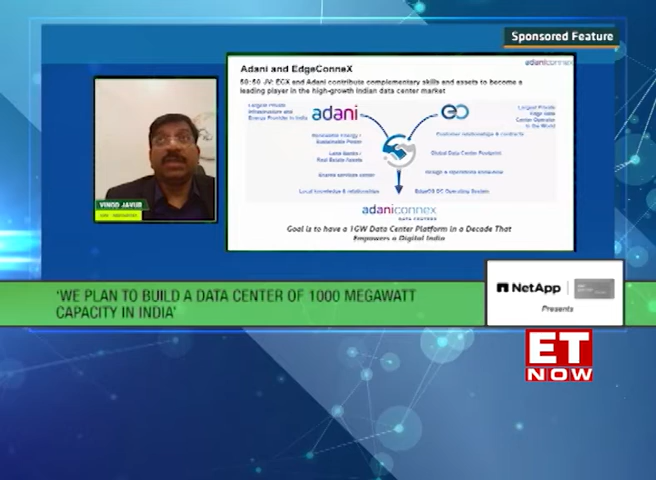 Sponsored Feature
adaniconnex
Adani and EdgeConneX
50:50 JV: ECX and Adani contribute complementary skills and assets to become a
leading player in the high-growth Indian data center market
Largest Private
Infrastructure and
Energy Provider in India
adani
Largest Private
Edge Data
Center Operator
in the World
Renewable Energy /
Sustainable Power
Customer relationships & contracts
Land Banks /
Real Estate Assets
Global Data Center Footprint
Shared services center
Design & Operations know-how
Local knowledge & relationships
EdgeOS DC Operating System
adaniconnex
DATA CENTERS
Goal is to have a 1GW Data Center Platform in a Decade That
Empowers a Digital India
VINOD JAVUR
NetApp
Presents
'WE PLAN TO BUILD A DATA CENTER OF 1000 MEGAWATT
CAPACITY IN INDIA'
ET
NOW